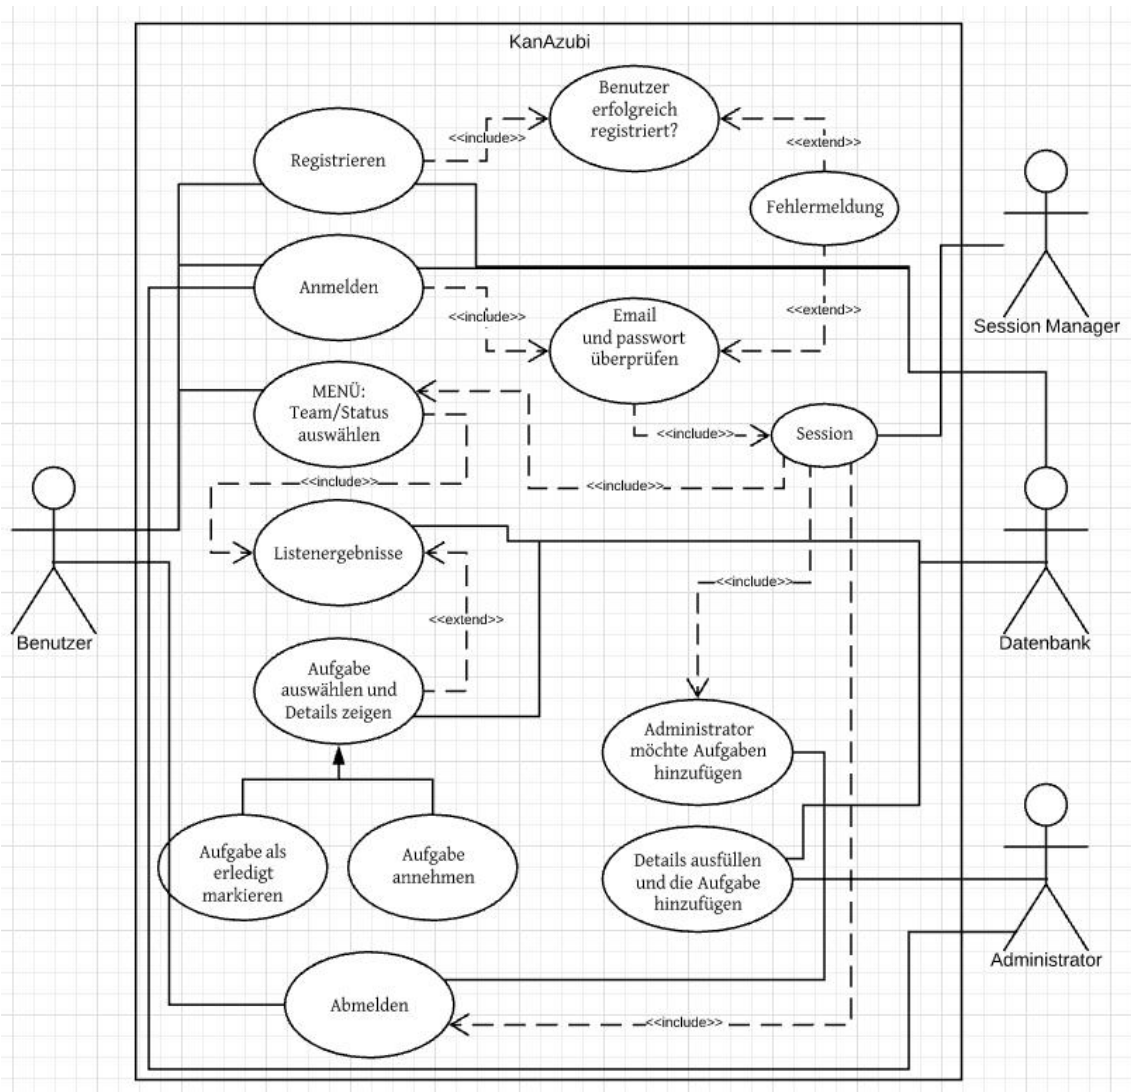 KanAzubi
Benutzer
erfolgreich
registriert?
<<include>>
<<extend>>
Registrieren
Fehlermeldung
Anmelden
<<include>>
<<extend>>
Email
und passwort
überprüfen
Session Manager
MENÜ:
Team/Status
auswählen
<<include>>
Session
<<include>>
<<include>>
Listenergebnisse
<<include>>
<<extend>>
Benutzer
Datenbank
Aufgabe
auswählen und
Details zeigen
Administrator
möchte Aufgaben
hinzufügen
Aufgabe als
erledigt
markieren
Aufgabe
annehmen
Details ausfüllen
und die Aufgabe
hinzufügen
Administrator
Abmelden
<<include>>